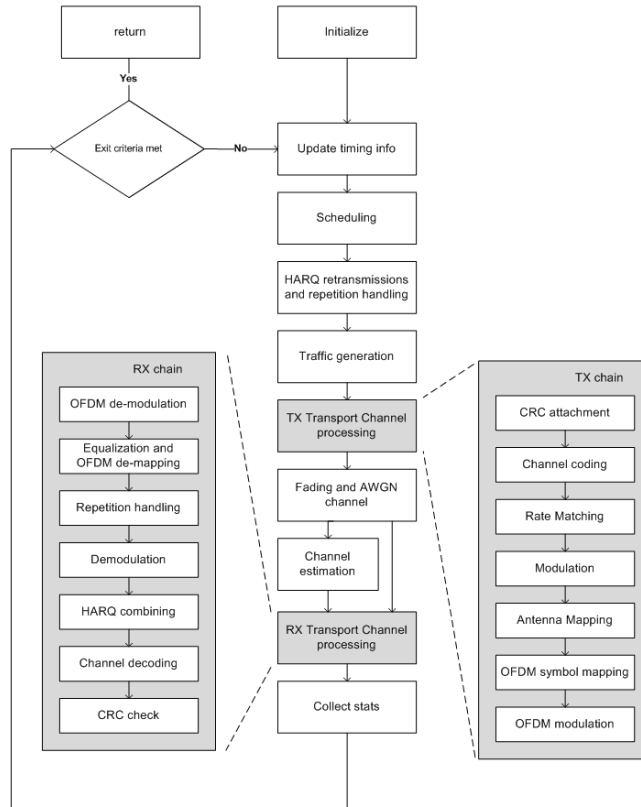 return
Initialize
Yes
Exit criteria met
No
Update timing info
Scheduling
HARQ retransmissions
and repetition handling
Traffic generation
TX Transport Channel
processing
Fading and AWGN
channel
Channel
estimation
RX Transport Channel
processing
Collect stats
RX chain
OFDM de-modulation
Equalization and
OFDM de-mapping
Repetition handling
Demodulation
HARQ combining
Channel decoding
CRC check
TX chain
CRC attachment
Channel coding
Rate Matching
Modulation
Antenna Mapping
OFDM symbol mapping
OFDM modulation